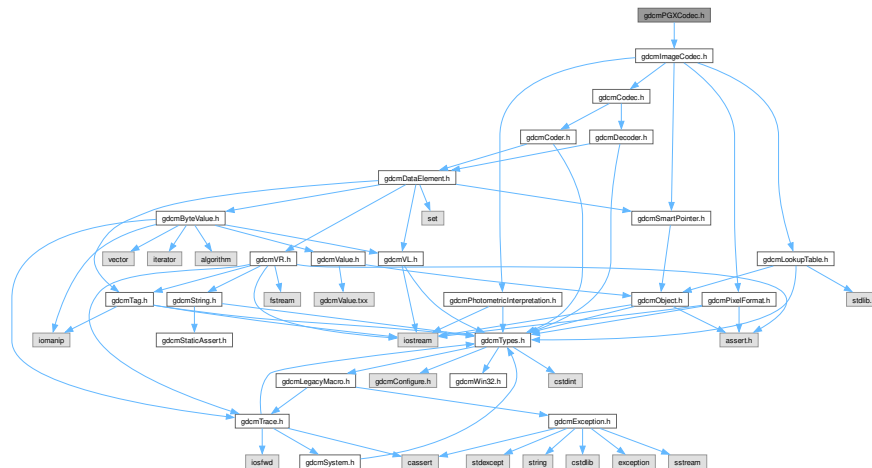 gdcmPGXCodec.h
gdcmImageCodec.h
gdcmCodec.h
gdcmCoder.h
gdcmDecoder.h
gdcmDataElement.h
gdcmByteValue.h
set
gdcmSmartPointer.h
vector
iterator
algorithm
gdcmVR.h
gdcmValue.h
gdcmVL.h
gdcmLookupTable.h
gdcmTag.h
gdcmString.h
fstream
gdcmValue.txx
gdcmPhotometricInterpretation.h
gdcmObject.h
gdcmPixelFormat.h
stdlib.h
iomanip
gdcmStaticAssert.h
iostream
gdcmTypes.h
assert.h
gdcmLegacyMacro.h
gdcmConfigure.h
gdcmWin32.h
cstdint
gdcmTrace.h
gdcmException.h
iosfwd
gdcmSystem.h
cassert
stdexcept
string
cstdlib
exception
sstream